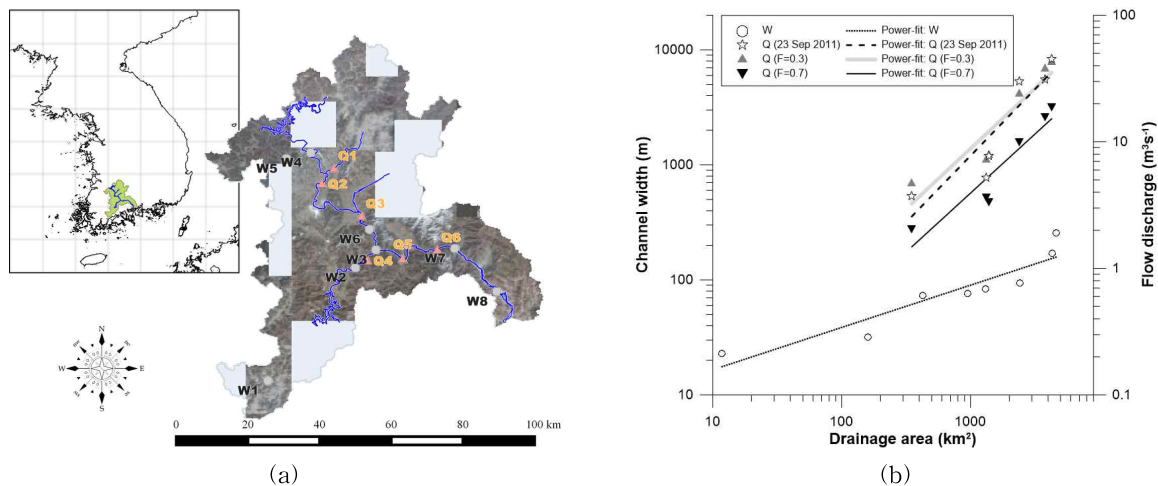 W5
W4
Q1
Q2
Q3
W6
Q5
Q6
W3
Q4
W7
W2
W8
W1
N
W
E
S
0
20
40
60
80
100 km
(a)
W
Q (23 Sep 2011)
Q (F=0.3)
Q (F=0.7)
Power-fit: W
Power-fit: Q (23 Sep 2011)
Power-fit: Q (F=0.3)
Power-fit: Q (F=0.7)
Channel width (m)
10000
1000
100
10
Flow discharge (m³s⁻¹)
100
10
1
0.1
10
100
1000
Drainage area (km²)
(b)